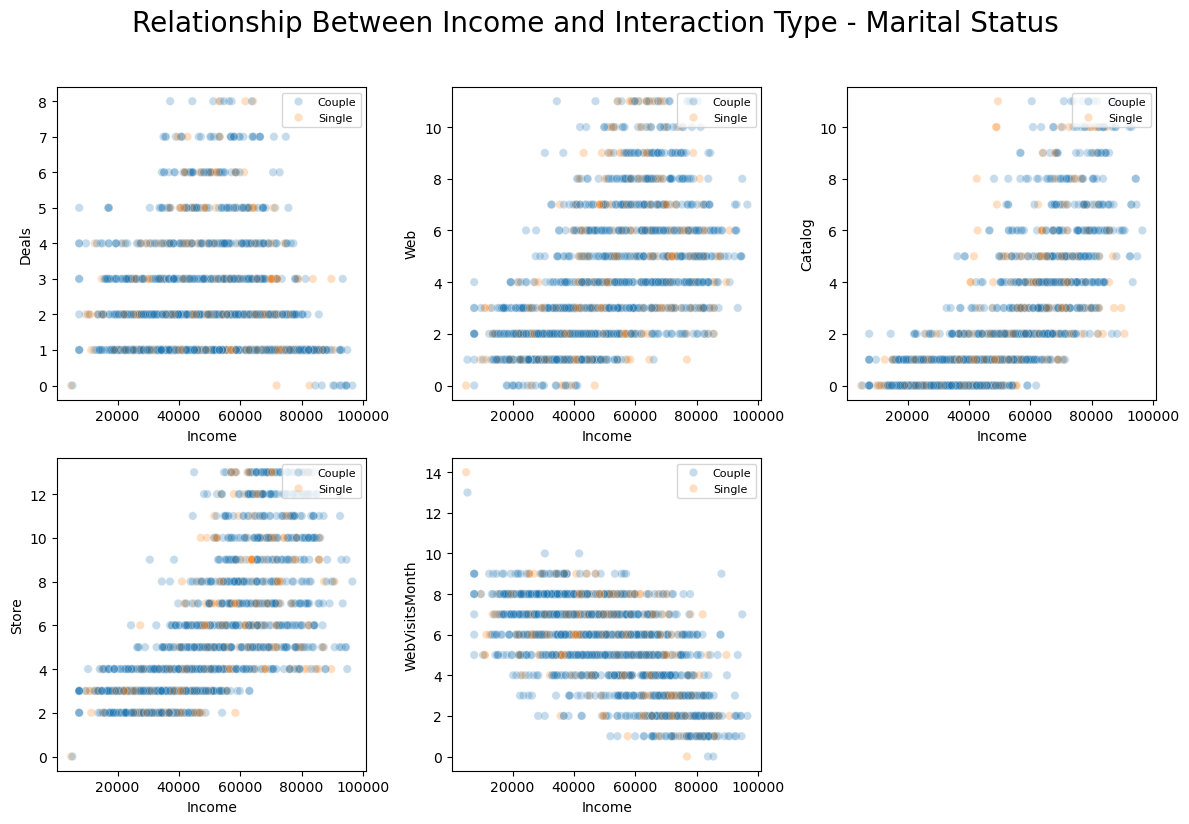 Relationship Between Income and Interaction Type - Marital Status
Deals
8
7
6
5
4
3
2
1
0
Couple
Single
20000 40000 60000 80000 100000
Income
Web
10
8
6
4
2
0
Couple
Single
20000 40000 60000 80000 100000
Income
Catalog
10
8
6
4
2
0
Couple
Single
20000 40000 60000 80000 100000
Income
Store
12
10
8
6
4
2
0
Couple
Single
20000 40000 60000 80000 100000
Income
WebVisitsMonth
14
12
10
8
6
4
2
0
Couple
Single
20000 40000 60000 80000 100000
Income